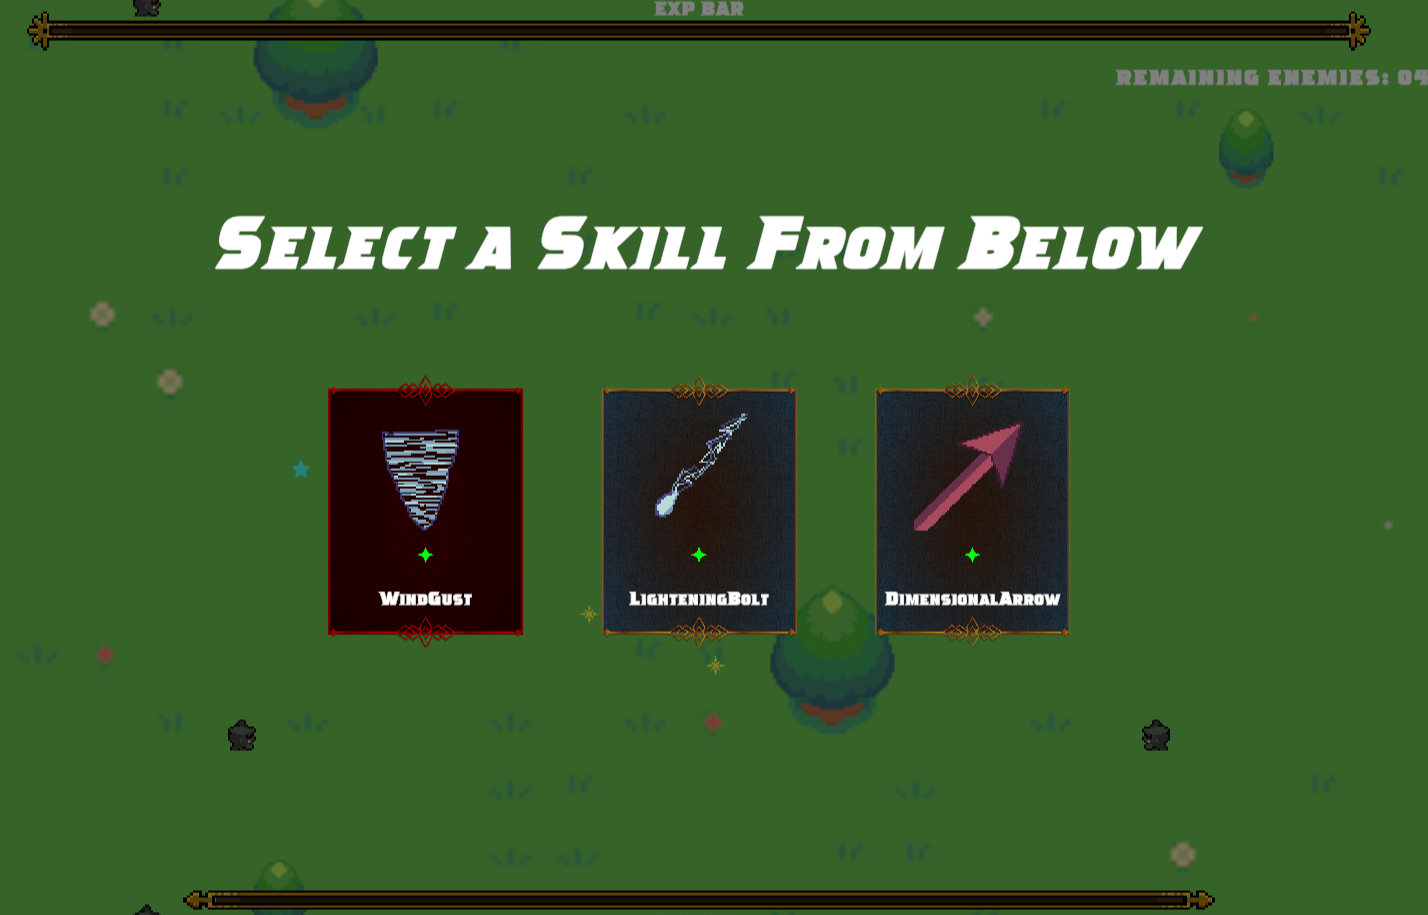 EXP BAR
REMAINING ENEMIES: 04
SELECT A SKILL FROM BELOW
WINDGUST
LIGHTENINGBOLT
DIMENSIONALARROW